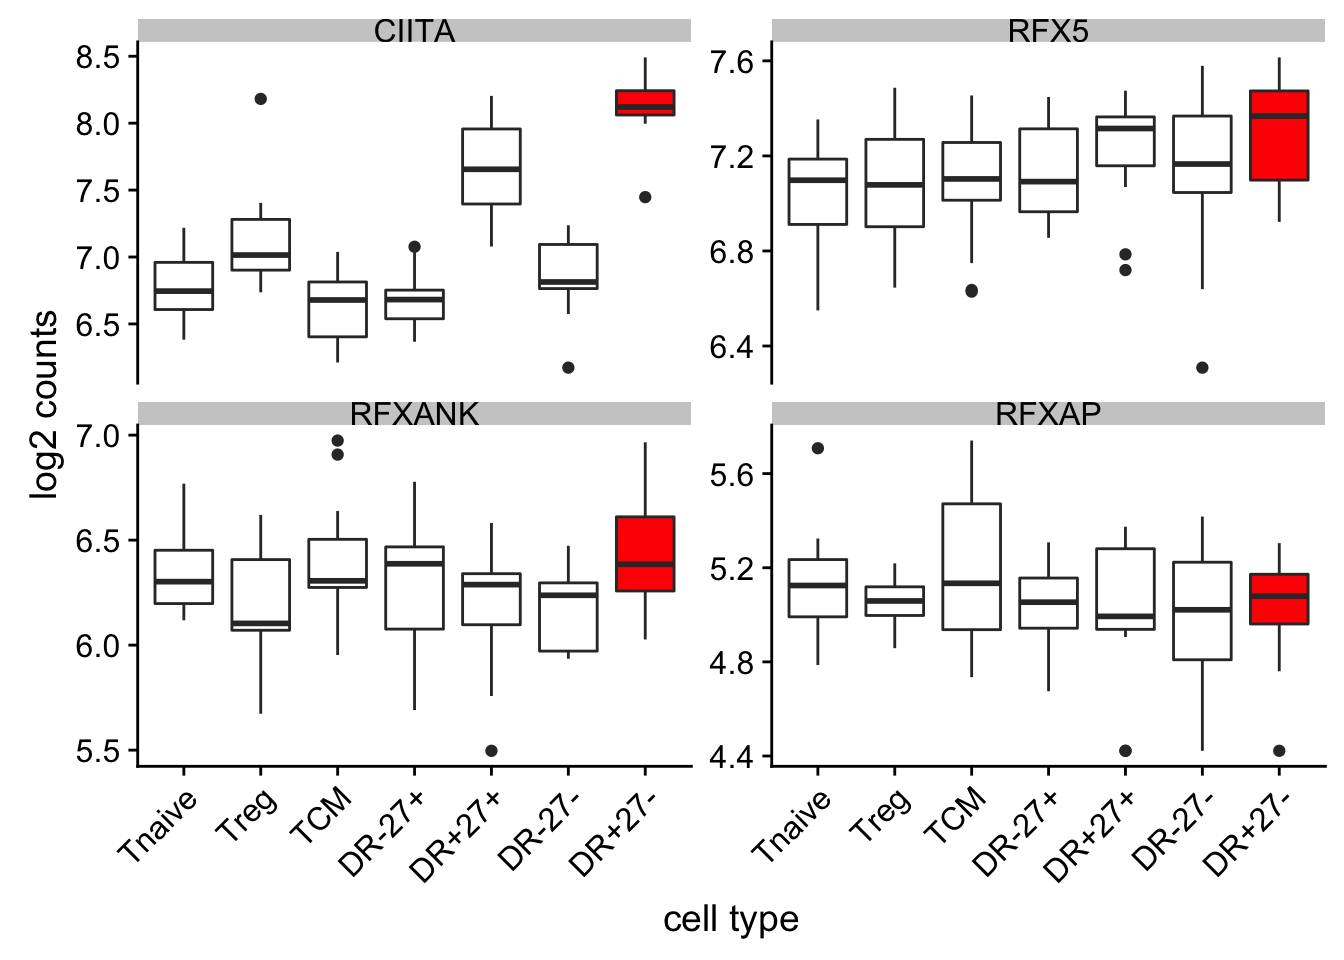 CIITA
RFX5
8.5
8.0
7.5
7.0
6.5
7.6
7.2
6.8
6.4
log2 counts
RFXANK
RFXAP
7.0
6.5
6.0
5.5
5.6
5.2
4.8
4.4
Tnaive
Treg
TCM
DR-27+
DR+27+
DR-27-
DR+27-
Tnaive
Treg
TCM
DR-27+
DR+27+
DR-27-
DR+27-
cell type